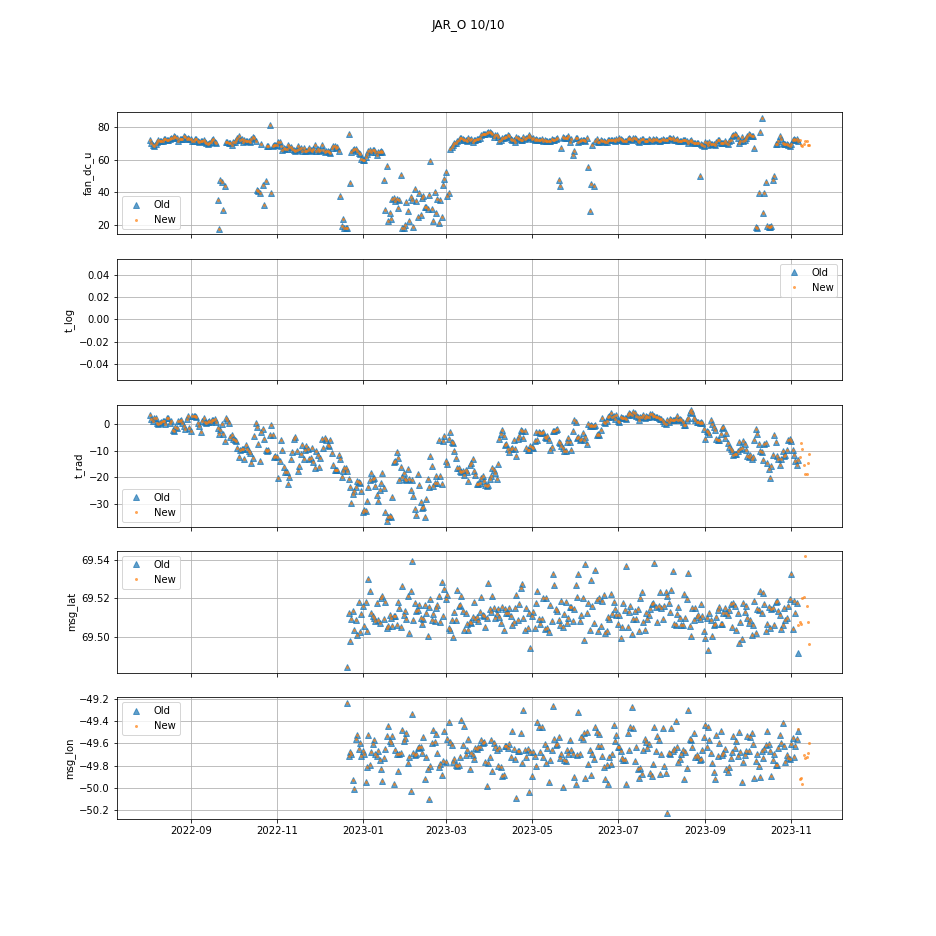 JAR_O 10/10
80
60
40
20
fan_dc_u
Old
New
0.04
0.02
0.00
−0.02
−0.04
t_log
Old
New
0
−10
−20
−30
t_rad
Old
New
69.54
69.52
69.50
msg_lat
Old
New
−49.2
−49.4
−49.6
−49.8
−50.0
−50.2
msg_lon
Old
New
2022-09 2022-11 2023-01 2023-03 2023-05 2023-07 2023-09 2023-11